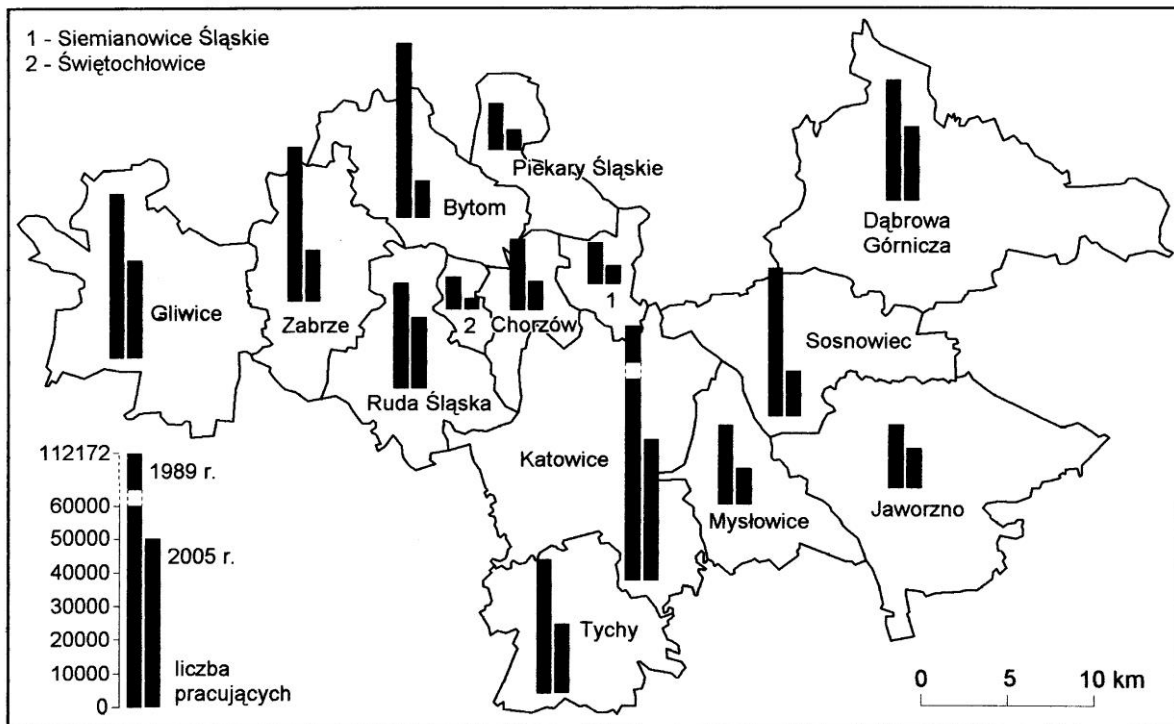 1 - Siemianowice Śląskie
2 - Świętochłowice
Piekary Śląskie
Bytom
Dąbrowa
Górnicza
Gliwice
Zabrze
2
Chorzów
1
Sosnowiec
Ruda Śląska
Katowice
Mysłowice
Jaworzno
Tychy
112172
1989 r.
60000
50000
2005 r.
40000
30000
20000
10000
0
liczba
pracujących
0 5 10 km